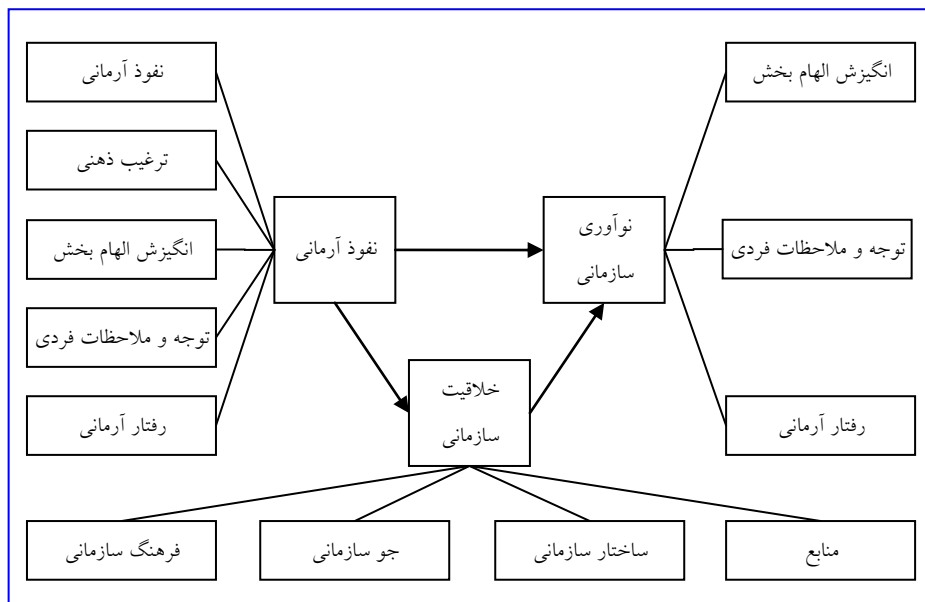 نفوذ آرمانی
ترغیب ذهنی
انگیزش الهام بخش
توجه و ملاحظات فردی
رفتار آرمانی
نفوذ آرمانی
نوآوری
سازمانی
خلاقیت
سازمانی
انگیزش الهام بخش
توجه و ملاحظات فردی
رفتار آرمانی
فرهنگ سازمانی
جو سازمانی
ساختار سازمانی
منابع